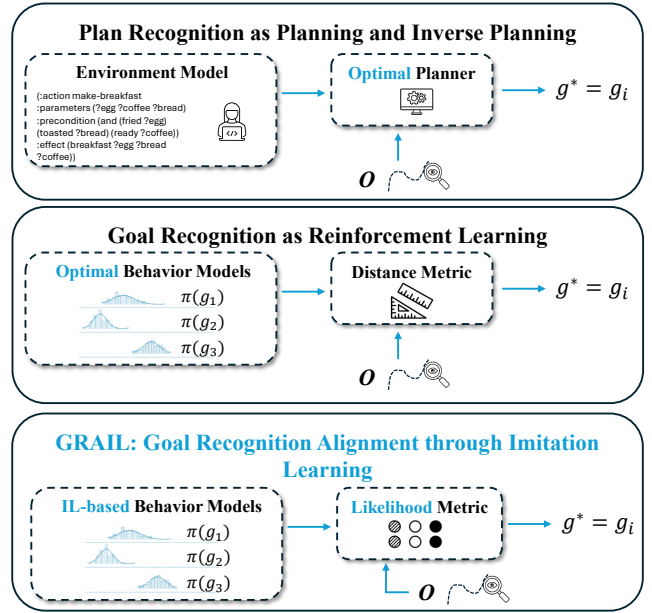 Plan Recognition as Planning and Inverse Planning
Environment Model
(:action make-breakfast
:parameters (?egg ?coffee ?bread)
:precondition (and (fried ?egg)
(toasted ?bread) (ready ?coffee))
:effect (breakfast ?egg ?bread
?coffee))
Optimal Planner
g* = gᵢ
O
Goal Recognition as Reinforcement Learning
Optimal Behavior Models
π(g₁)
π(g₂)
π(g₃)
Distance Metric
g* = gᵢ
O
GRAIL: Goal Recognition Alignment through Imitation
Learning
IL-based Behavior Models
π(g₁)
π(g₂)
π(g₃)
Likelihood Metric
g* = gᵢ
O